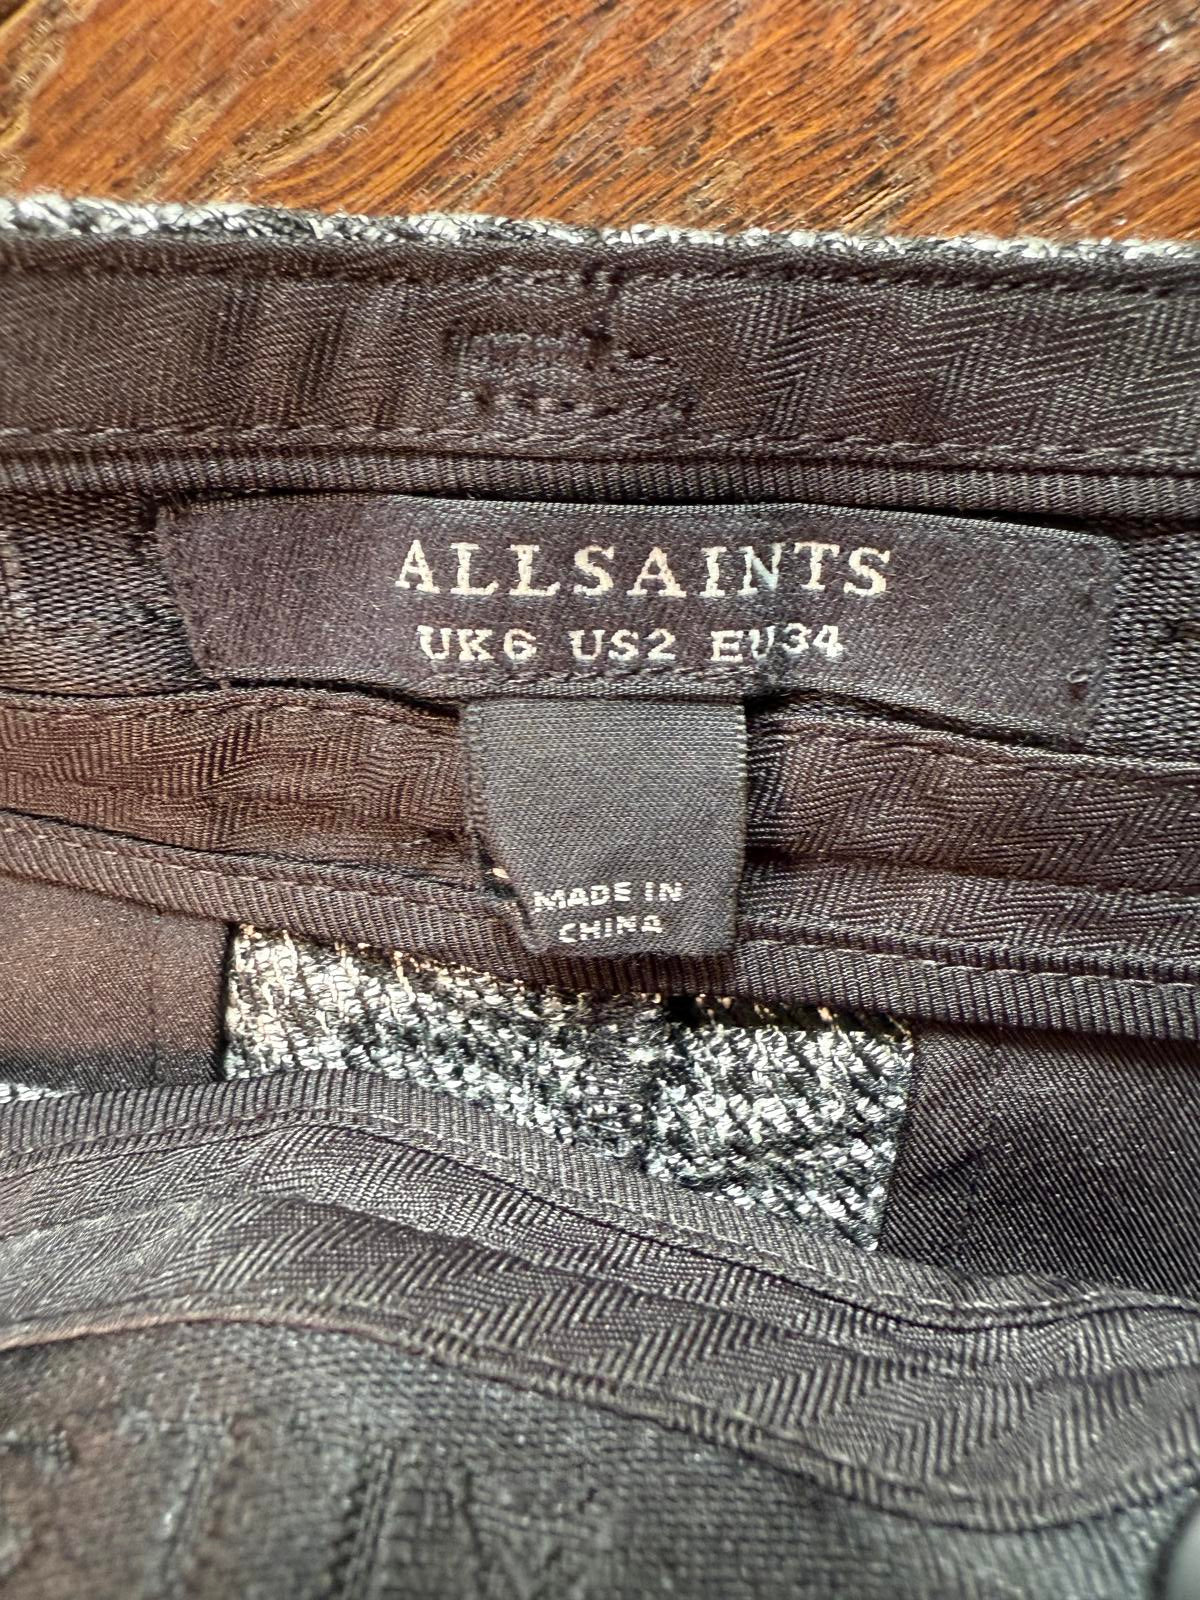 ALLSAINTS
UK6 US2 EU34
MADE IN
CHINA